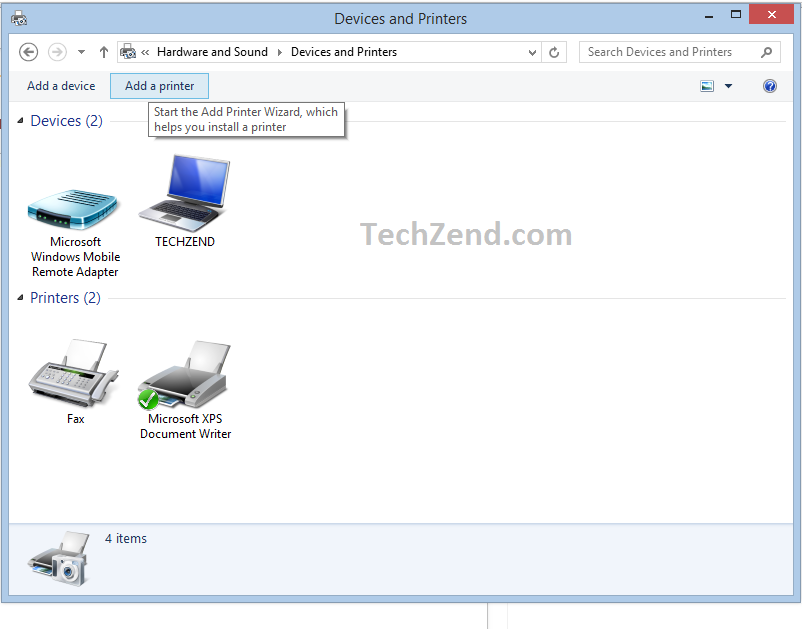 Devices and Printers
« Hardware and Sound Devices and Printers
Search Devices and Printers
Add a device
Add a printer
Start the Add Printer Wizard, which
helps you install a printer
Devices (2)
Microsoft
Windows Mobile
Remote Adapter
TECHZEND
TechZend.com
Printers (2)
Fax
Microsoft XPS
Document Writer
4 items